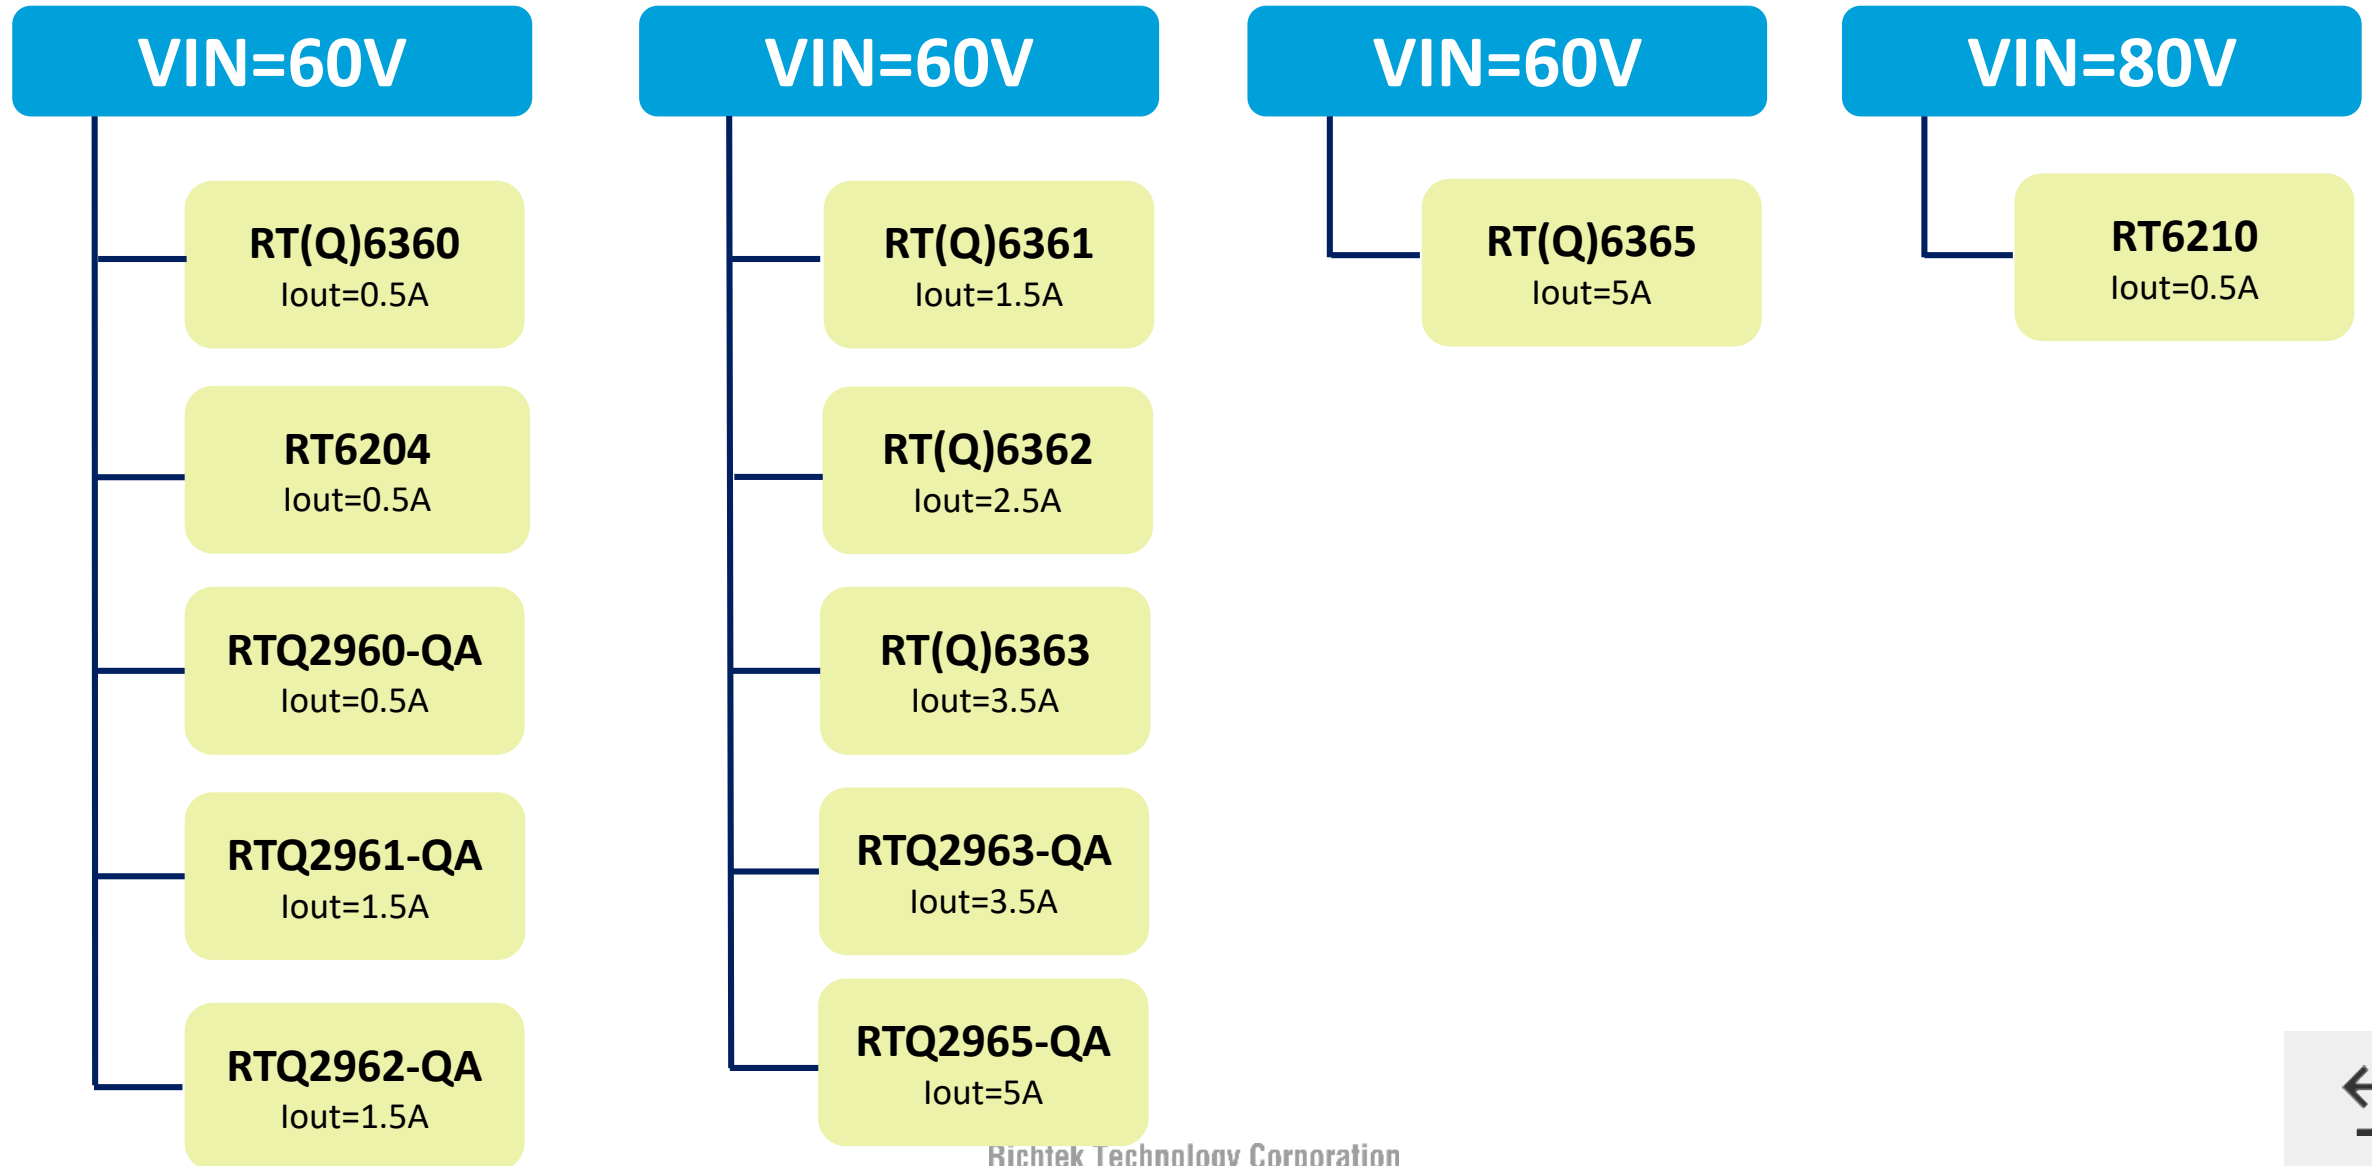 VIN=60V
RT(Q)6360
Iout=0.5A
RT6204
Iout=0.5A
RTQ2960-QA
Iout=0.5A
RTQ2961-QA
Iout=1.5A
RTQ2962-QA
Iout=1.5A
VIN=60V
RT(Q)6361
Iout=1.5A
RT(Q)6362
Iout=2.5A
RT(Q)6363
Iout=3.5A
RTQ2963-QA
Iout=3.5A
RTQ2965-QA
Iout=5A
VIN=60V
RT(Q)6365
Iout=5A
VIN=80V
RT6210
Iout=0.5A
Richtek Technology Corporation